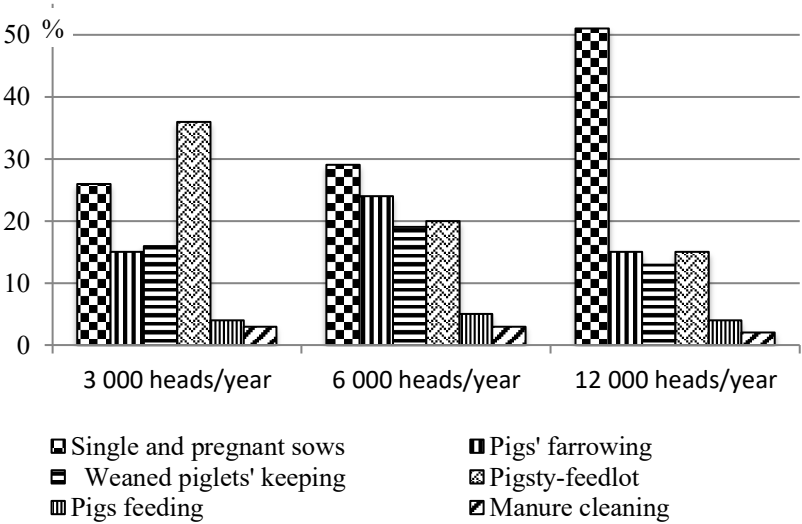 50 %
40
30
20
10
0
3 000 heads/year 6 000 heads/year 12 000 heads/year
Single and pregnant sows Pigs' farrowing
Weaned piglets' keeping Pigsty-feedlot
Pigs feeding Manure cleaning